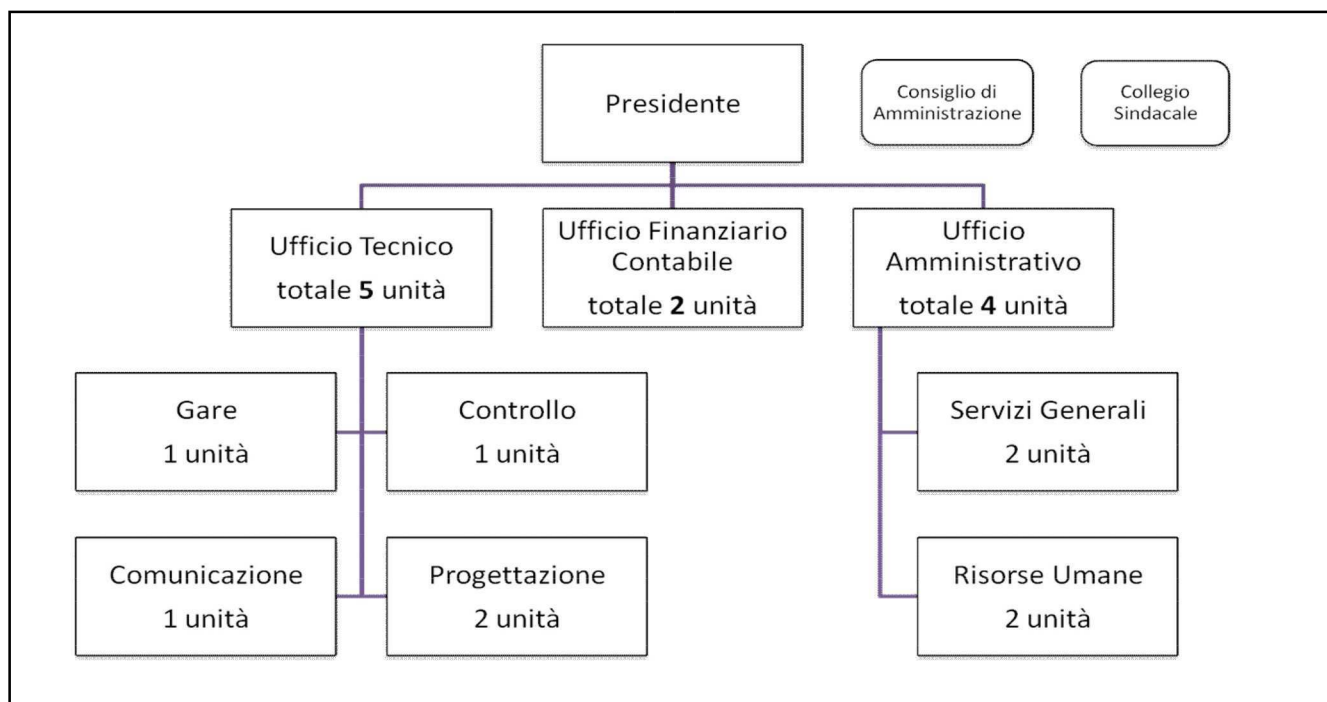 Presidente
Consiglio di
Amministrazione
Collegio
Sindacale
Ufficio Tecnico
totale 5 unità
Ufficio Finanziario
Contabile
totale 2 unità
Ufficio
Amministrativo
totale 4 unità
Gare
1 unità
Controllo
1 unità
Servizi Generali
2 unità
Comunicazione
1 unità
Progettazione
2 unità
Risorse Umane
2 unità